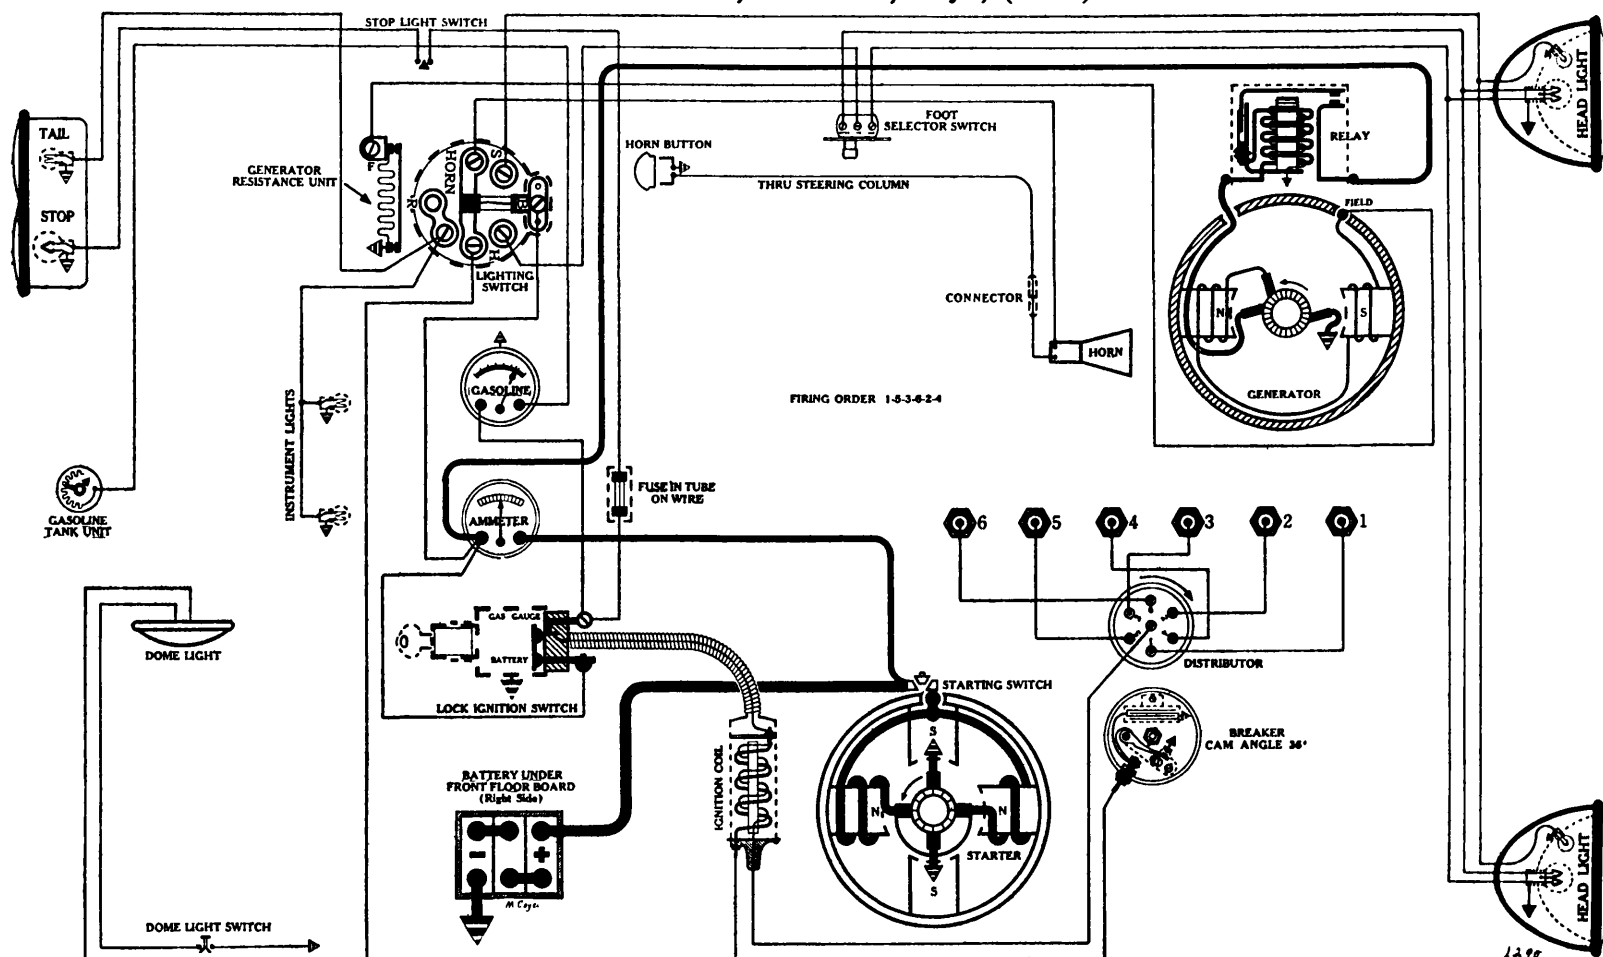 STOP LIGHT SWITCH
TAIL
STOP
GENERATOR
RESISTANCE UNIT
F
HORN
S
R
B
H
LIGHTING
SWITCH
HORN BUTTON
THRU STEERING COLUMN
FOOT
SELECTOR SWITCH
RELAY
HEAD LIGHT
FIELD
N
S
GENERATOR
CONNECTOR
HORN
FIRING ORDER 1-5-3-6-2-4
GASOLINE
INSTRUMENT LIGHTS
GASOLINE
TANK UNIT
AMMETER
FUSE IN TUBE
ON WIRE
6
5
4
3
2
1
DISTRIBUTOR
DOME LIGHT
GAS GAUGE
BATTERY
LOCK IGNITION SWITCH
STARTING SWITCH
BREAKER
CAM ANGLE 36°
BATTERY UNDER
FRONT FLOOR BOARD
(Right Side)
- +
IGNITION COIL
S
N
N
S
STARTER
HEAD LIGHT
DOME LIGHT SWITCH
1290